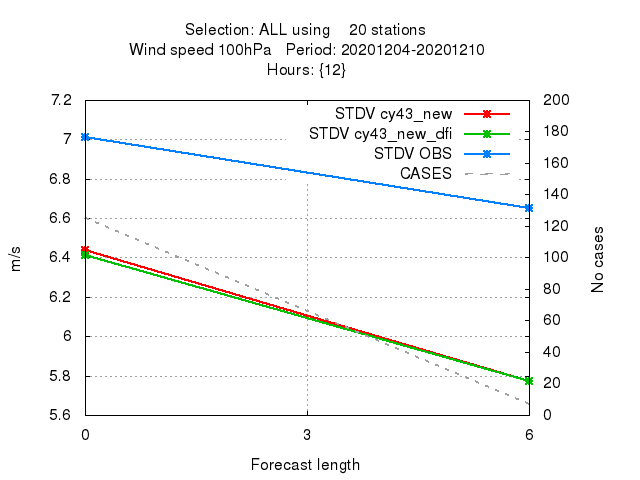 Selection: ALL using    20 stations
Wind speed 100hPa   Period: 20201204-20201210
Hours: {12}
STDV cy43_new
STDV cy43_new_dfi
STDV OBS
CASES
7.2
7
6.8
6.6
6.4
6.2
6
5.8
5.6
200
180
160
140
120
100
80
60
40
20
0
m/s
No cases
0 3 6
Forecast length